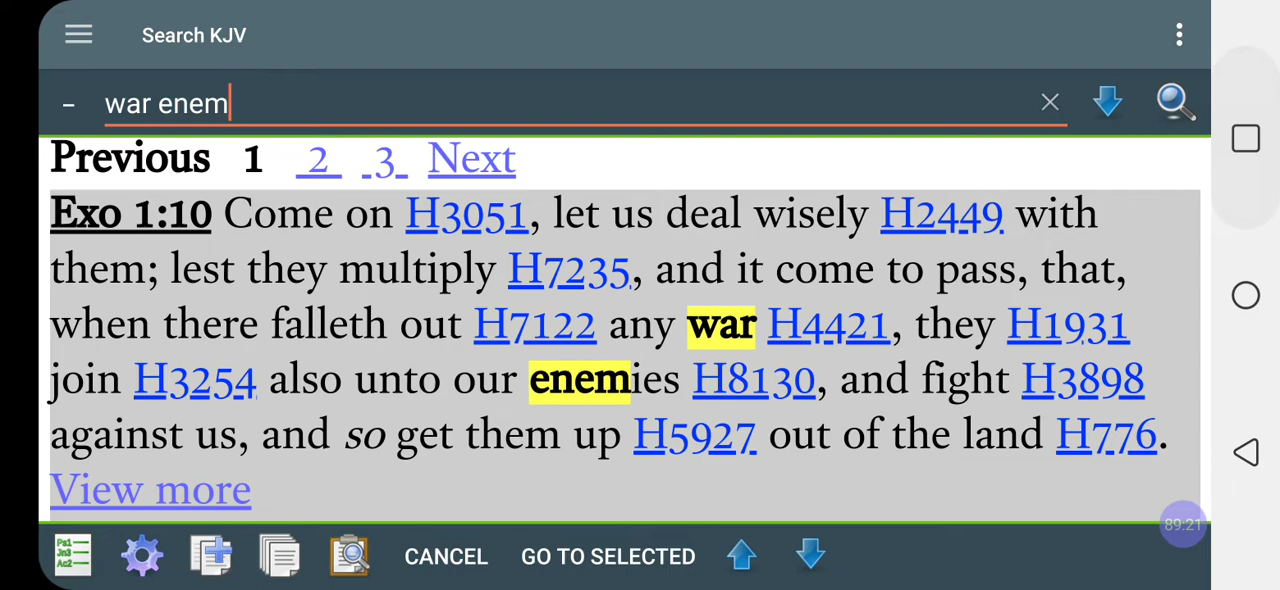 Search KJV
- war enem
Previous 1 2 3 Next
Exo 1:10 Come on H3051, let us deal wisely H2449 with
them; lest they multiply H7235, and it come to pass, that,
when there falleth out H7122 any war H4421, they H1931
join H3254 also unto our enemies H8130, and fight H3898
against us, and so get them up H5927 out of the land H776.
View more
89:21
Ps1
Jn3
Ac2
CANCEL GO TO SELECTED